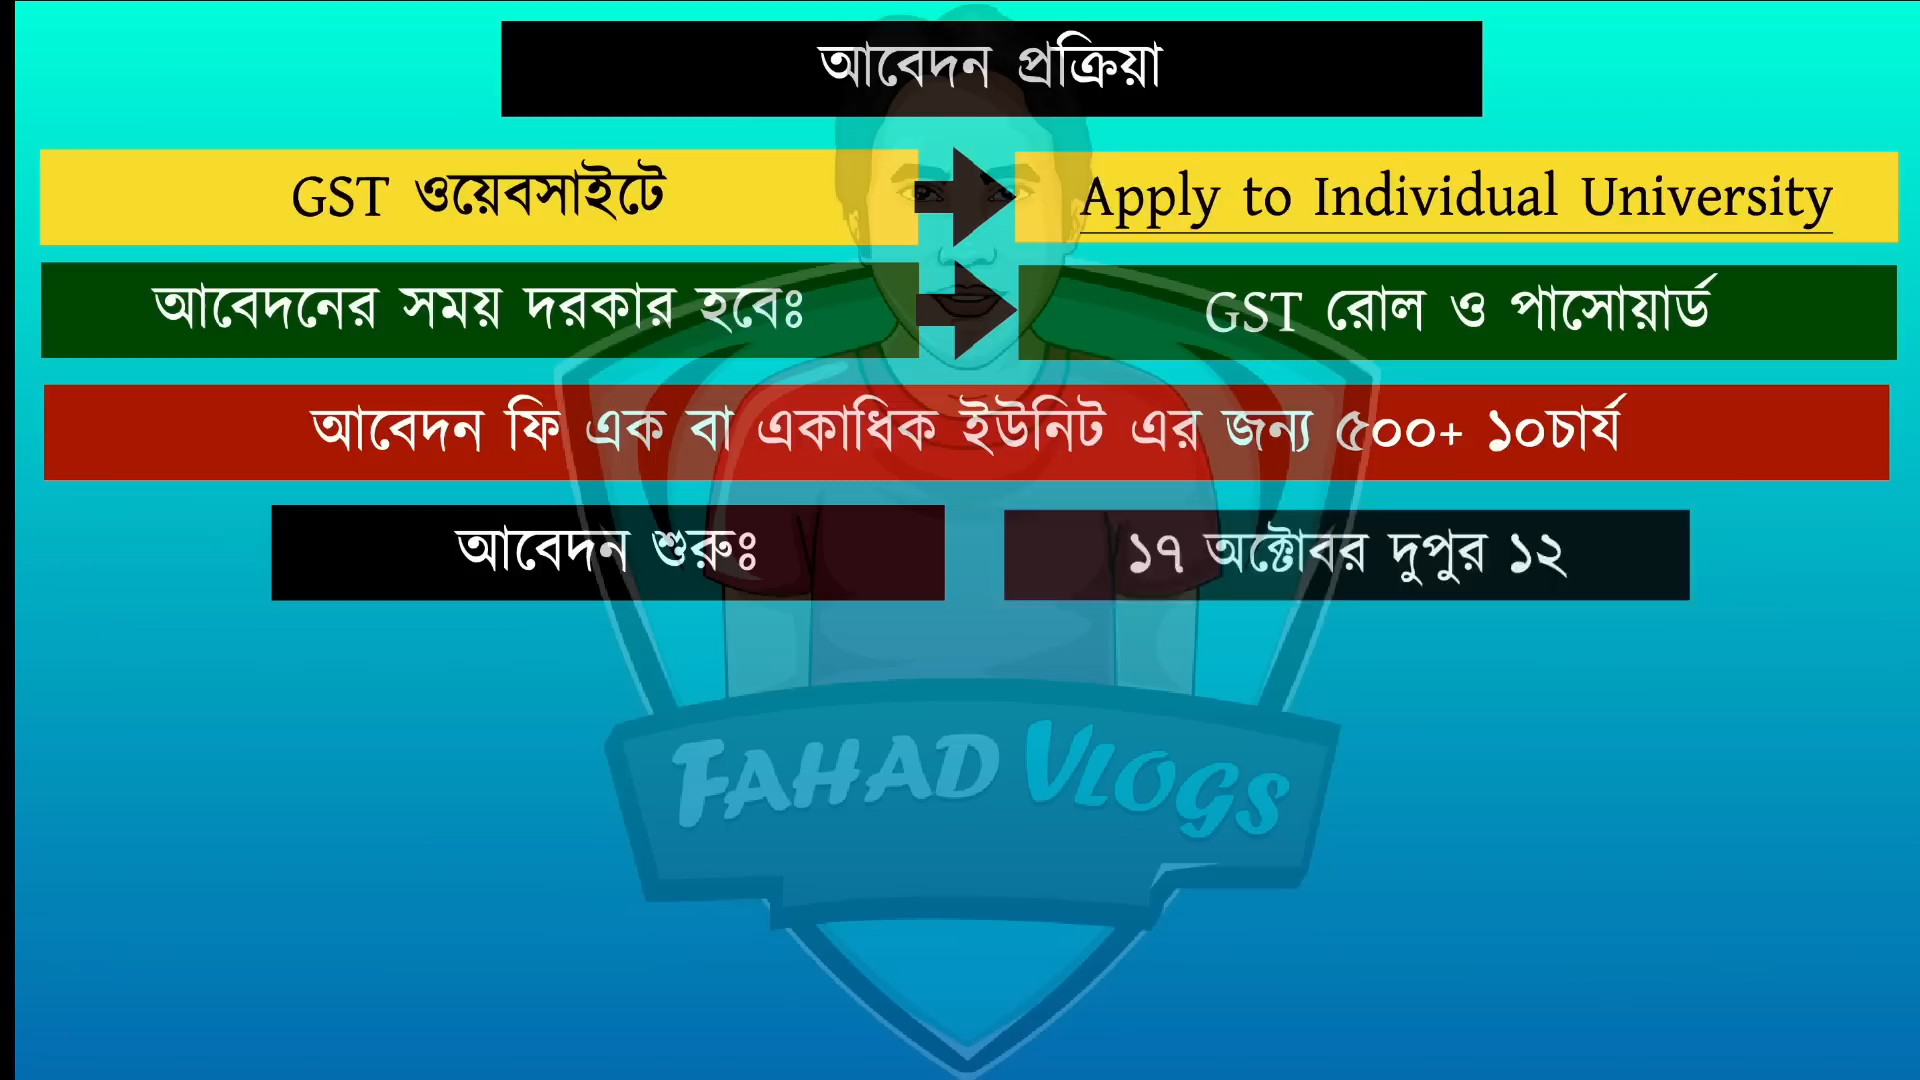 আবেদন প্রক্রিয়া
GST ওয়েবসাইটে
Apply to Individual University
আবেদনের সময় দরকার হবেঃ
GST রোল ও পাসোয়ার্ড
আবেদন ফি এক বা একাধিক ইউনিট এর জন্য ৫০০+ ১০চার্য
আবেদন শুরুঃ
১৭ অক্টোবর দুপুর ১২
FAHAD VLOGS